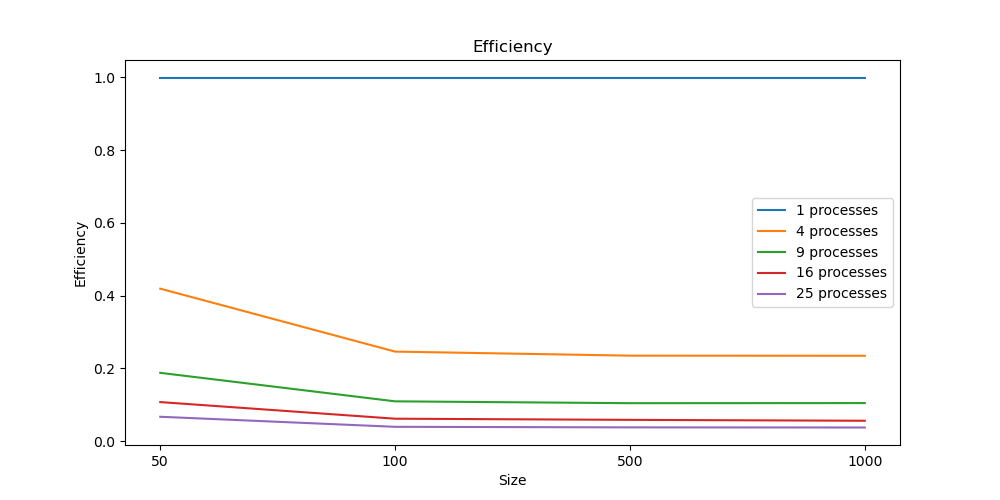 Efficiency
1.0
0.8
0.6
0.4
0.2
0.0
Efficiency
1 processes
4 processes
9 processes
16 processes
25 processes
50 100 500 1000
Size